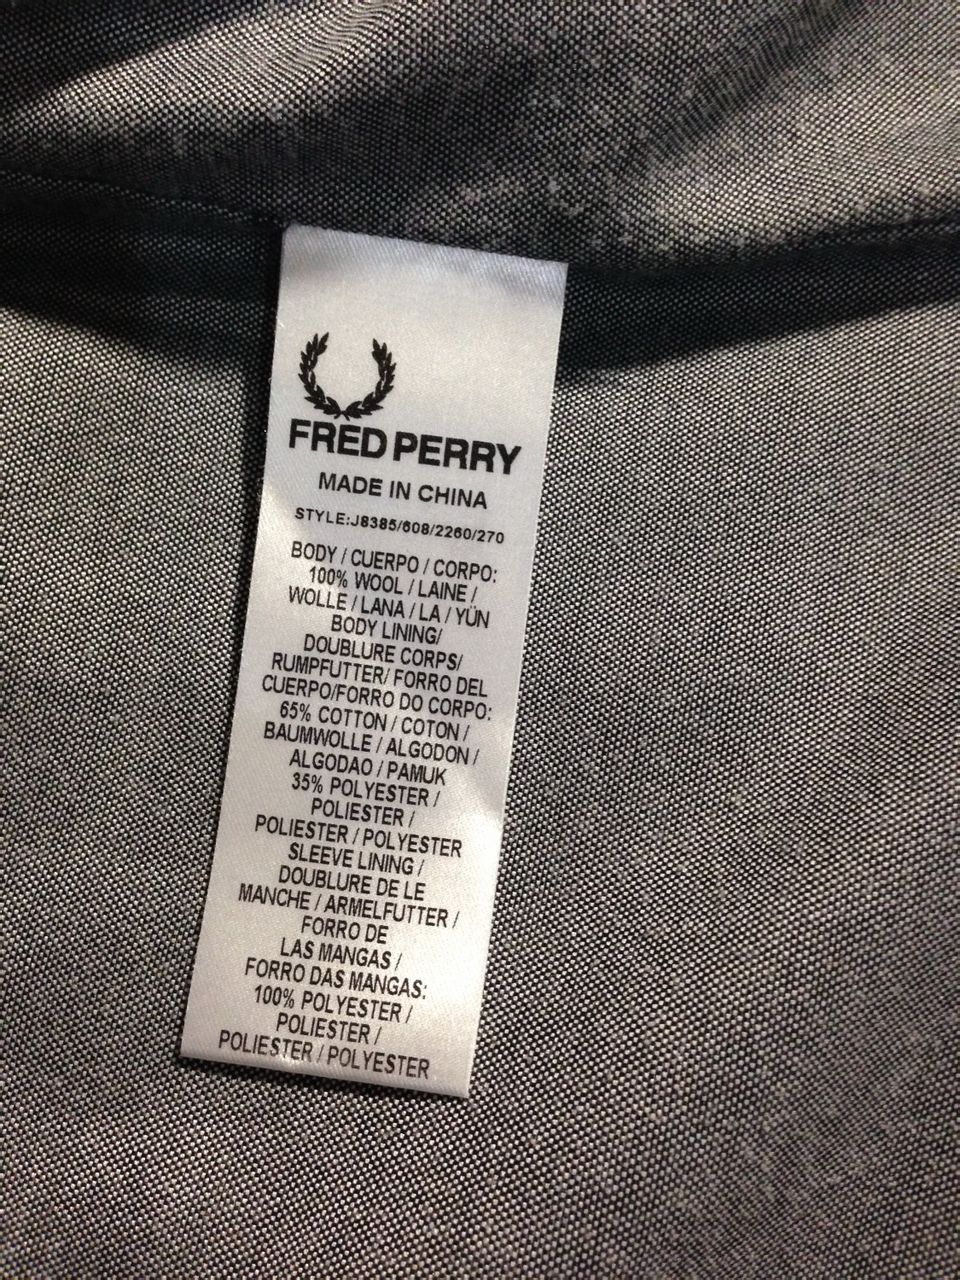 FRED PERRY
MADE IN CHINA
STYLE:J8385/608/2260/270
BODY / CUERPO / CORPO:
100% WOOL / LAINE /
WOLLE / LANA / LA / YÜN
BODY LINING/
DOUBLURE CORPS/
RUMPFUTTER/ FORRO DEL
CUERPO/FORRO DO CORPO:
65% COTTON / COTON /
BAUMWOLLE / ALGODON /
ALGODAO / PAMUK
35% POLYESTER /
POLIESTER /
POLIESTER / POLYESTER
SLEEVE LINING /
DOUBLURE DE LE
MANCHE / ARMELFUTTER /
FORRO DE
LAS MANGAS /
FORRO DAS MANGAS:
100% POLYESTER /
POLIESTER /
POLIESTER / POLYESTER